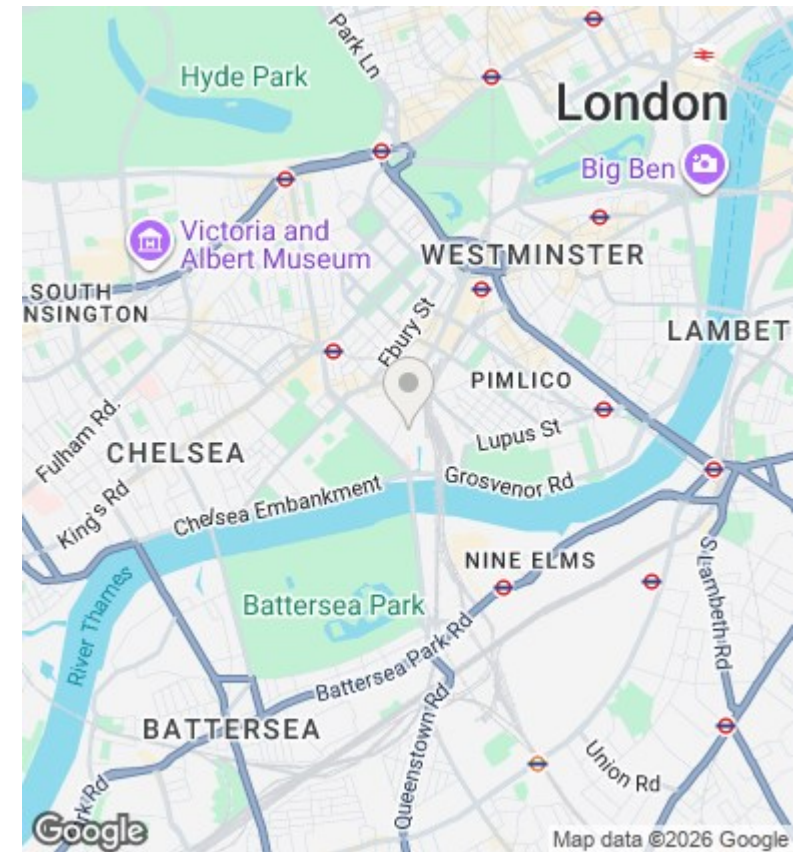 Park Ln
Hyde Park
London
Big Ben
Victoria and
Albert Museum
WESTMINSTER
SOUTH
NSINGTON
LAMBET
Ebury St
PIMLICO
Fulham Rd.
CHELSEA
Lupus St
King's Rd
Chelsea Embankment
Grosvenor Rd
NINE ELMS
S Lambeth Rd
River Thames
Battersea Park
Battersea Park Rd
BATTERSEA
Queenstown Rd
Union Rd
rk Rd
Google
Map data ©2026 Google